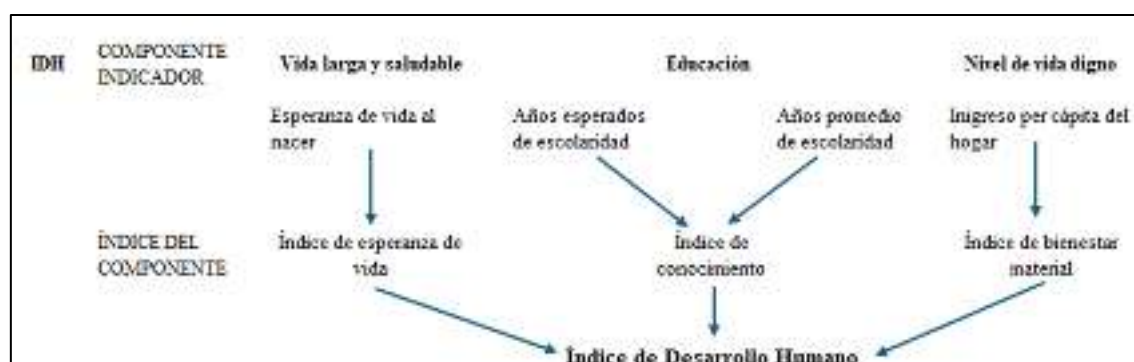 IDH
COMPONENTE
INDICADOR
Vida larga y saludable
Educación
Nivel de vida digno
Esperanza de vida al
nacer
Años esperados
de escolaridad
Años promedio
de escolaridad
Inigreso per cápita del
hogar
ÍNDICE DEL
COMPONENTE
Índice de esperanza de
vida
Índice de
conocimiento
Índice de bienestar
material
Índice de Desarrollo Humano